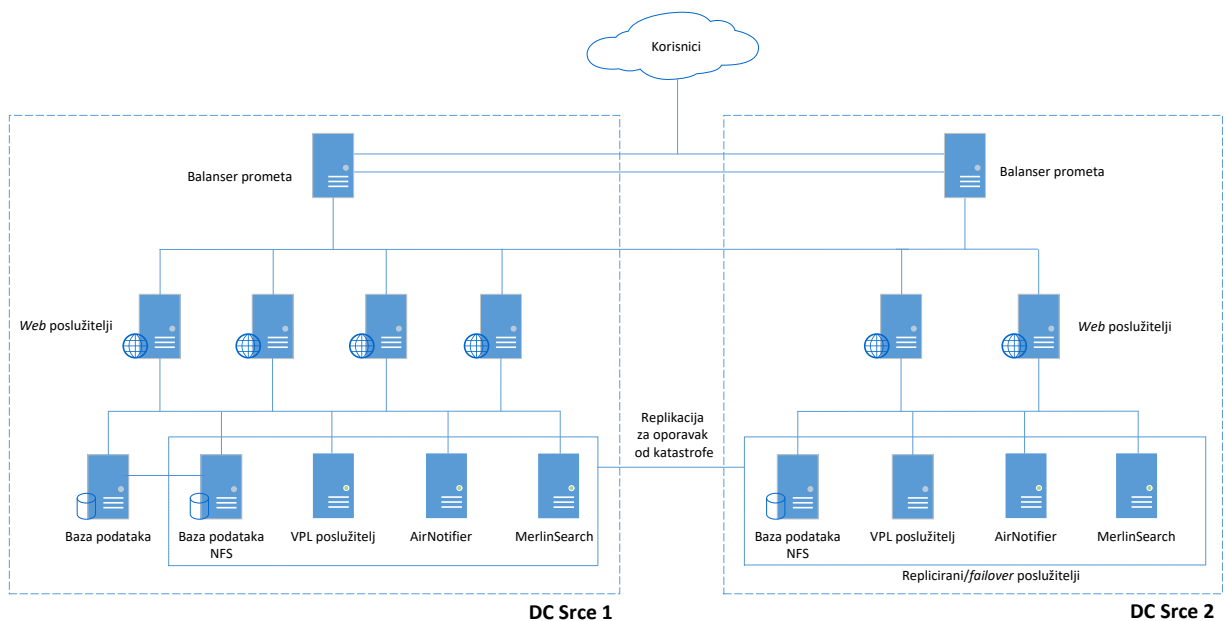 Korisnici
Balanser prometa
Balanser prometa
Web poslužitelji
Web poslužitelji
Replikacija
za oporavak
od katastrofe
Baza podataka
Baza podataka
NFS
VPL poslužitelj
AirNotifier
MerlinSearch
Baza podataka
NFS
VPL poslužitelj
AirNotifier
MerlinSearch
Replicirani/failover poslužitelji
DC Srce 1
DC Srce 2